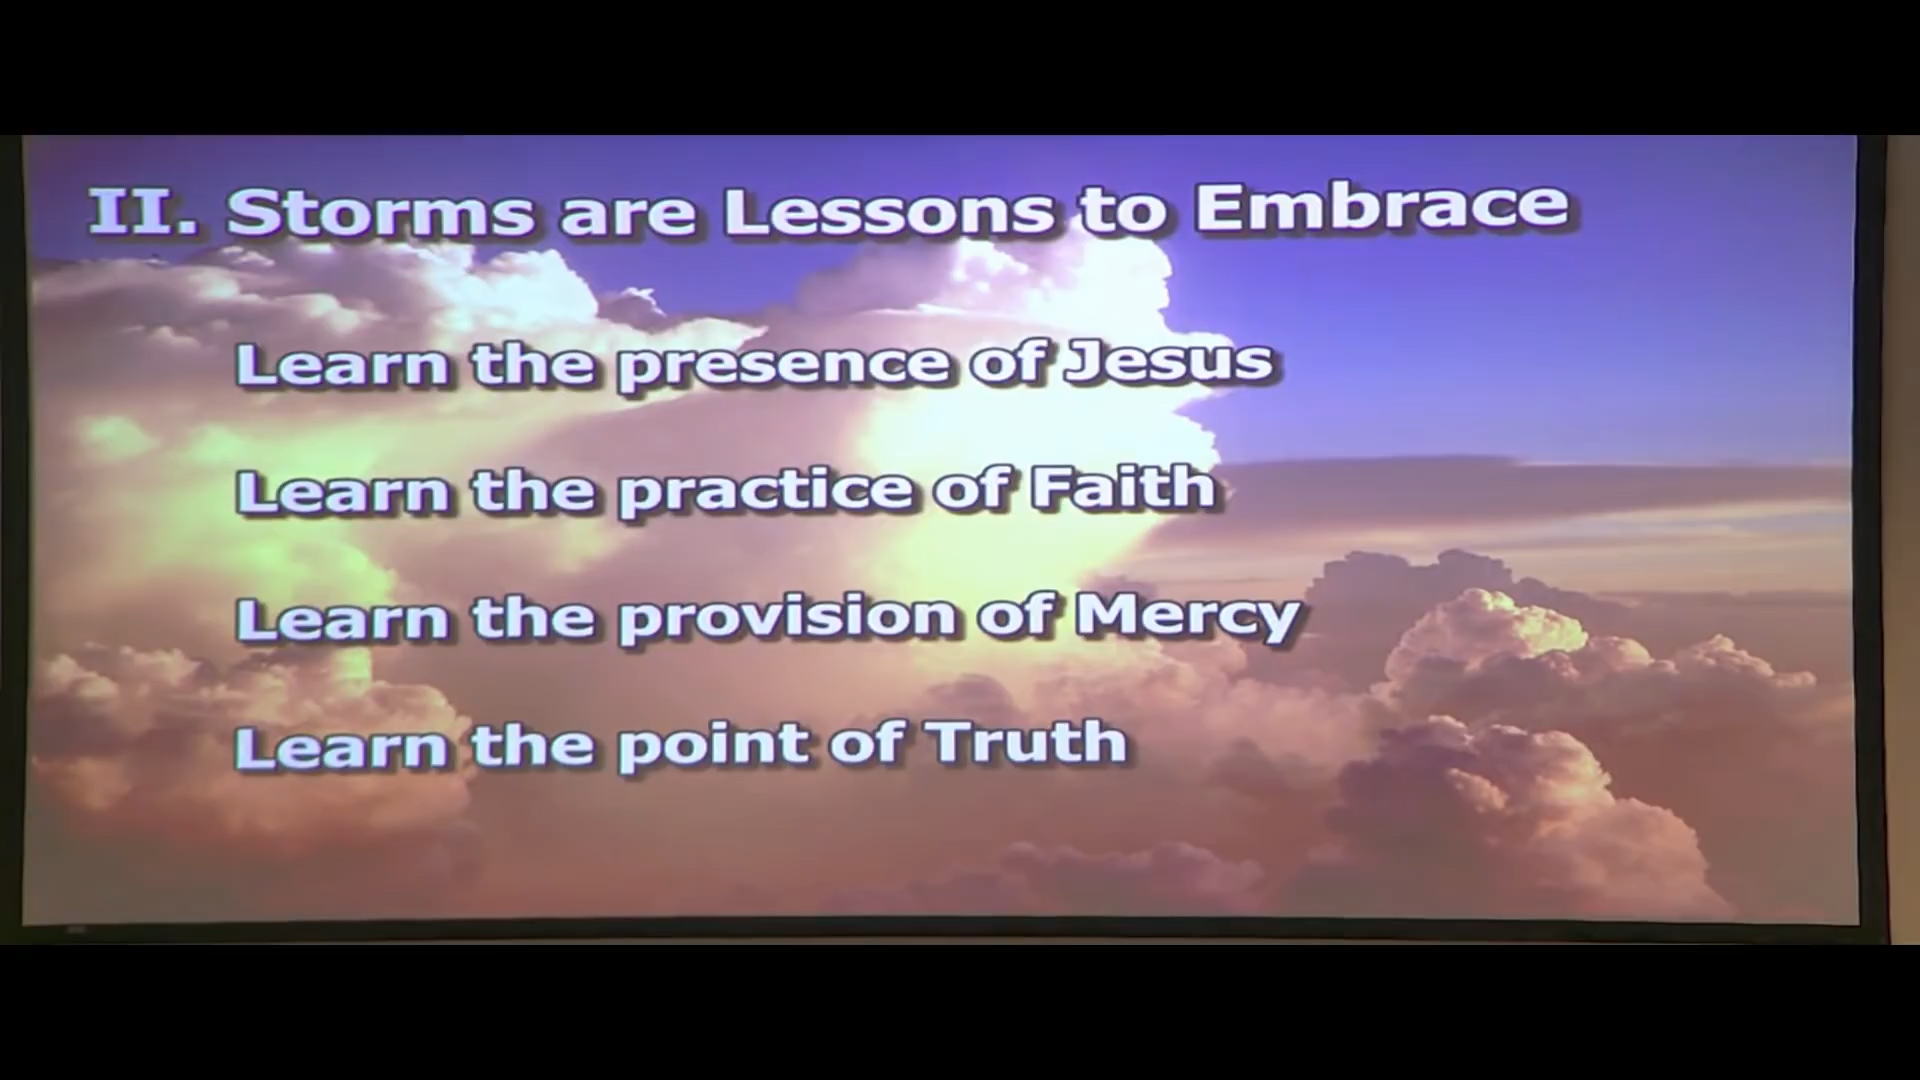 II. Storms are Lessons to Embrace
Learn the presence of Jesus
Learn the practice of Faith
Learn the provision of Mercy
Learn the point of Truth